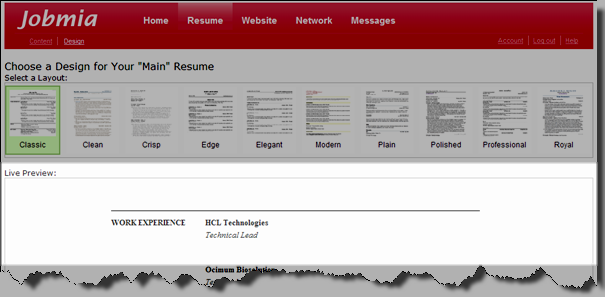 Jobmia
Home Resume Website Network Messages
Content | Design
Account | Log out | Help
Choose a Design for Your "Main" Resume
Select a Layout:
Classic Clean Crisp Edge Elegant Modern Plain Polished Professional Royal
Live Preview:
WORK EXPERIENCE HCL Technologies
Technical Lead
Ocimum